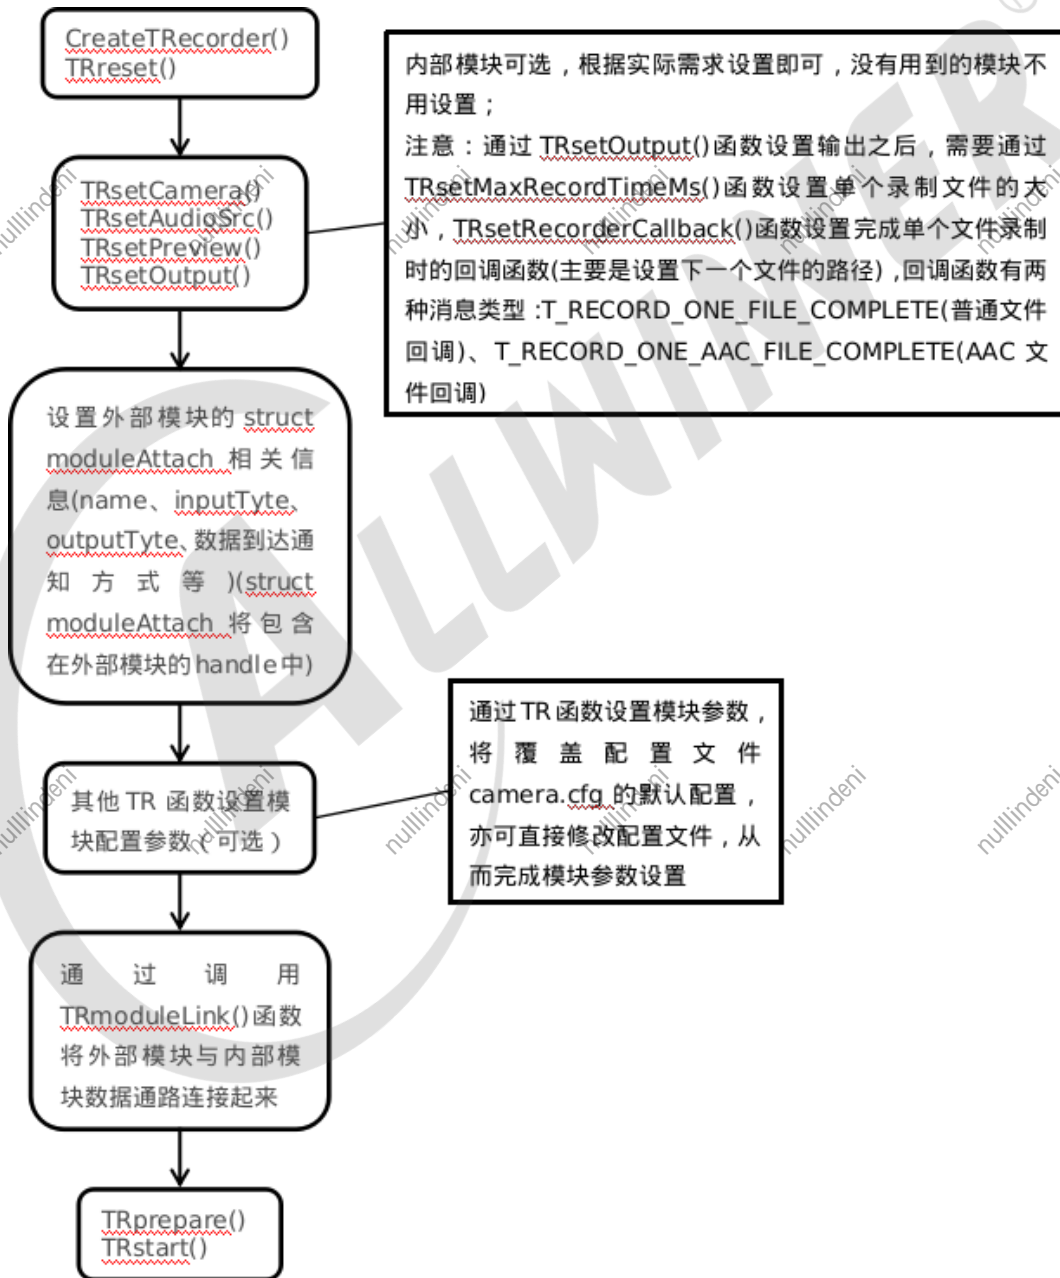 CreateTRecorder()
TRreset()
TRsetCamera()
TRsetAudioSrc()
TRsetPreview()
TRsetOutput()
内部模块可选，根据实际需求设置即可，没有用到的模块不
用设置；
注意：通过 TRsetOutput()函数设置输出之后，需要通过
TRsetMaxRecordTimeMs()函数设置单个录制文件的大
小，TRsetRecorderCallback()函数设置完成单个文件录制
时的回调函数(主要是设置下一个文件的路径) ,回调函数有两
种消息类型 :T_RECORD_ONE_FILE_COMPLETE(普通文件
回调)、T_RECORD_ONE_AAC_FILE_COMPLETE(AAC 文
件回调)
设置外部模块的 struct
moduleAttach 相关信
息(name、inputTyte、
outputTyte、数据到达通
知方式等)(struct
moduleAttach 将包含
在外部模块的handle中)
其他 TR 函数设置模
块配置参数（可选）
通过 TR 函数设置模块参数，
将覆盖配置文件
camera.cfg 的默认配置，
亦可直接修改配置文件，从
而完成模块参数设置
通过调用
TRmoduleLink()函数
将外部模块与内部模
块数据通路连接起来
TRprepare()
TRstart()
ALLWINER
®
nulllindeni
nulllindeni
nulllindeni
nulllindeni
nulllindeni
nulllindeni
nulllindeni
nulllindeni
nulllindeni
nulllindeni
nulllindeni
nulllindeni